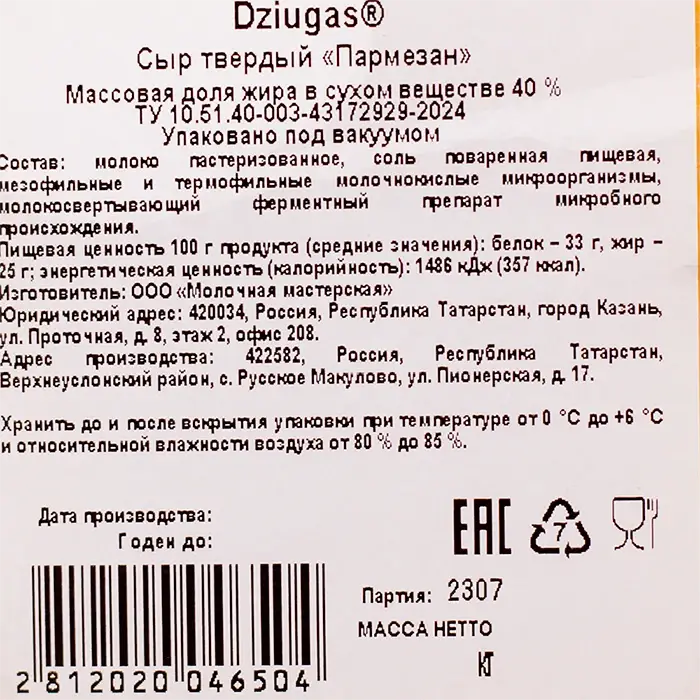 Dziugas®
Сыр твердый «Пармезан»
Массовая доля жира в сухом веществе 40 %
ТУ 10.51.40-003-43172929-2024
Упаковано под вакуумом
Состав: молоко пастеризованное, соль поваренная пищевая,
мезофильные и термофильные молочнокислые микроорганизмы,
молокосвертывающий ферментный препарат микробного
происхождения.
Пищевая ценность 100 г продукта (средние значения): белок – 33 г, жир –
25 г; энергетическая ценность (калорийность): 1486 кДж (357 ккал).
Изготовитель: ООО «Молочная мастерская»
Юридический адрес: 420034, Россия, Республика Татарстан, город Казань,
ул. Проточная, д. 8, этаж 2, офис 208.
Адрес производства: 422582, Россия, Республика Татарстан,
Верхнеуслонский район, с. Русское Макулово, ул. Пионерская, д. 17.
Хранить до и после вскрытия упаковки при температуре от 0 °С до +6 °С
и относительной влажности воздуха от 80 % до 85 %.
Дата производства:
Годен до:
EAC 7
Партия: 2307
МАССА НЕТТО
КГ
2 812020 046504